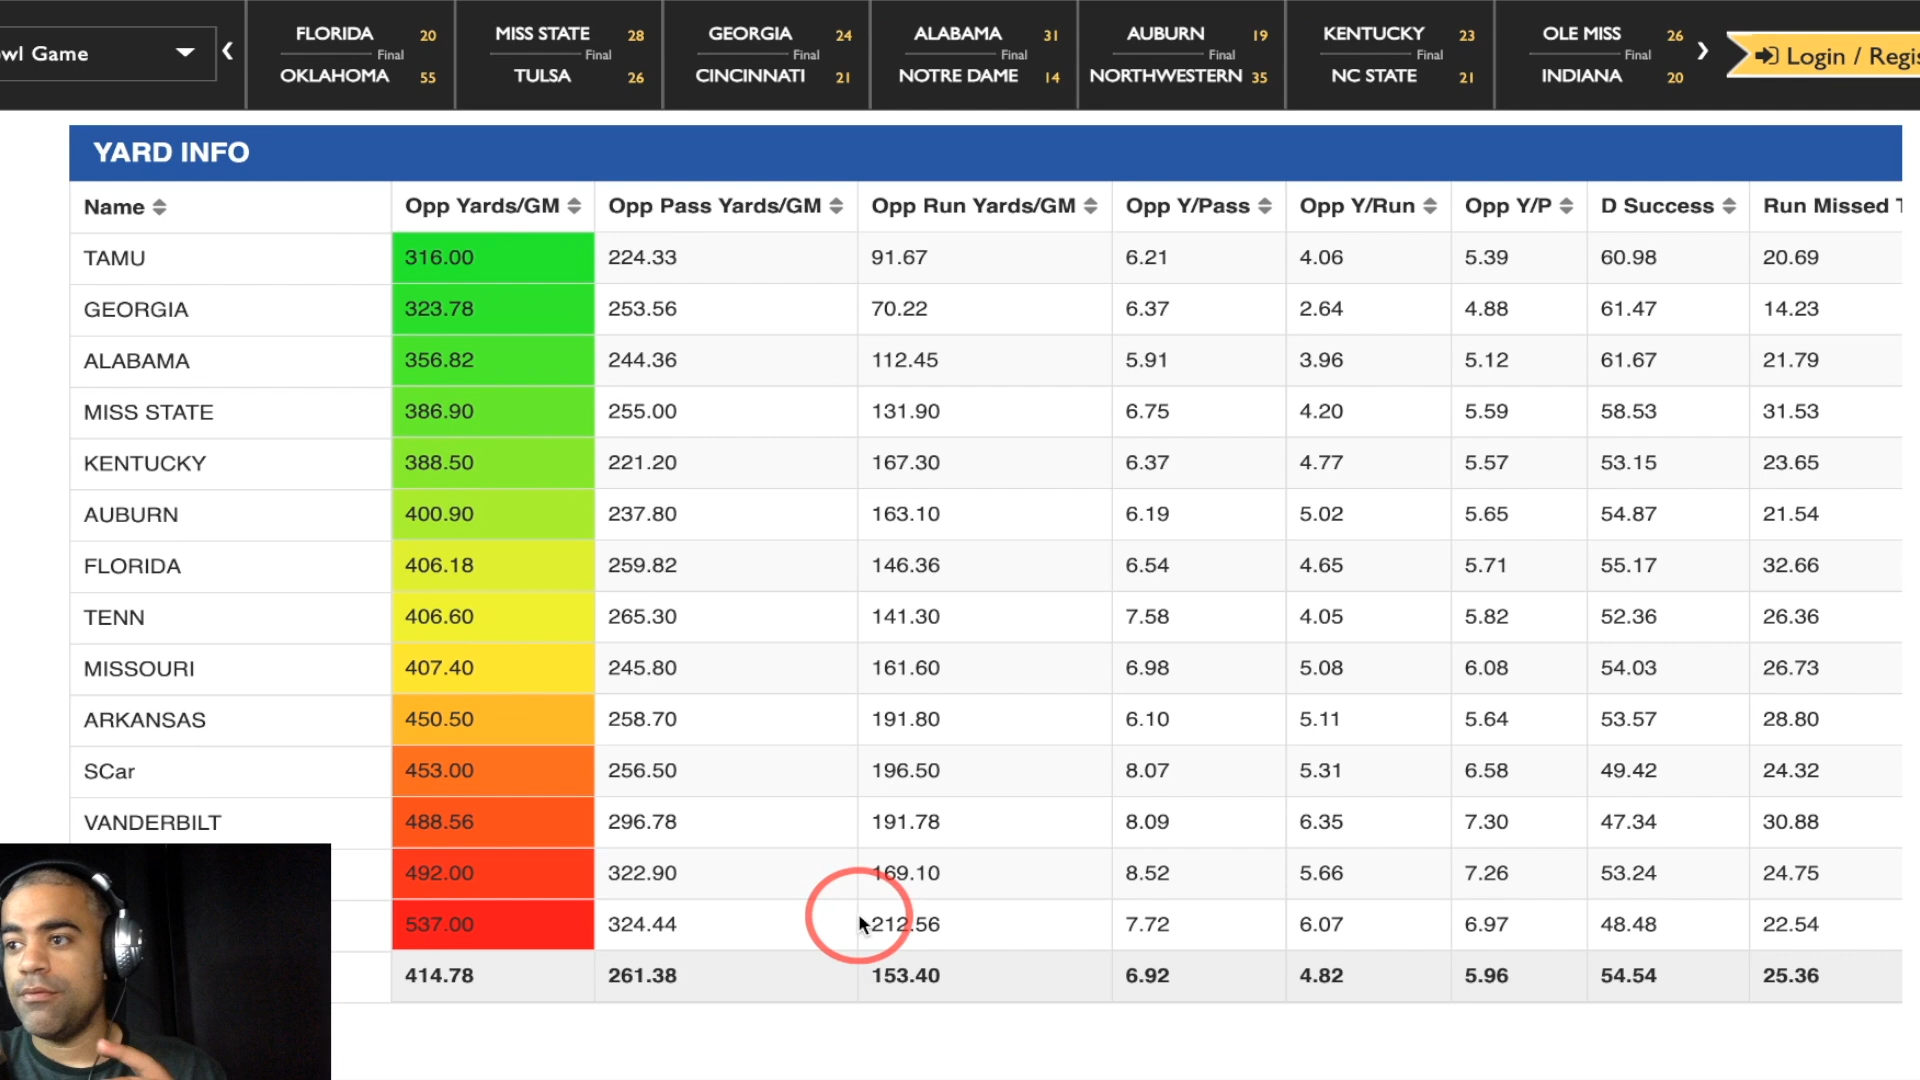 wl Game
FLORIDA 20
Final
OKLAHOMA 55
MISS STATE 28
Final
TULSA 26
GEORGIA 24
Final
CINCINNATI 21
ALABAMA 31
Final
NOTRE DAME 14
AUBURN 19
Final
NORTHWESTERN 35
KENTUCKY 23
Final
NC STATE 21
OLE MISS 26
Final
INDIANA 20
Login / Regis
YARD INFO
Name Opp Yards/GM Opp Pass Yards/GM Opp Run Yards/GM Opp Y/Pass Opp Y/Run Opp Y/P D Success Run Missed T
TAMU 316.00 224.33 91.67 6.21 4.06 5.39 60.98 20.69
GEORGIA 323.78 253.56 70.22 6.37 2.64 4.88 61.47 14.23
ALABAMA 356.82 244.36 112.45 5.91 3.96 5.12 61.67 21.79
MISS STATE 386.90 255.00 131.90 6.75 4.20 5.59 58.53 31.53
KENTUCKY 388.50 221.20 167.30 6.37 4.77 5.57 53.15 23.65
AUBURN 400.90 237.80 163.10 6.19 5.02 5.65 54.87 21.54
FLORIDA 406.18 259.82 146.36 6.54 4.65 5.71 55.17 32.66
TENN 406.60 265.30 141.30 7.58 4.05 5.82 52.36 26.36
MISSOURI 407.40 245.80 161.60 6.98 5.08 6.08 54.03 26.73
ARKANSAS 450.50 258.70 191.80 6.10 5.11 5.64 53.57 28.80
SCar 453.00 256.50 196.50 8.07 5.31 6.58 49.42 24.32
VANDERBILT 488.56 296.78 191.78 8.09 6.35 7.30 47.34 30.88
492.00 322.90 169.10 8.52 5.66 7.26 53.24 24.75
537.00 324.44 212.56 7.72 6.07 6.97 48.48 22.54
414.78 261.38 153.40 6.92 4.82 5.96 54.54 25.36